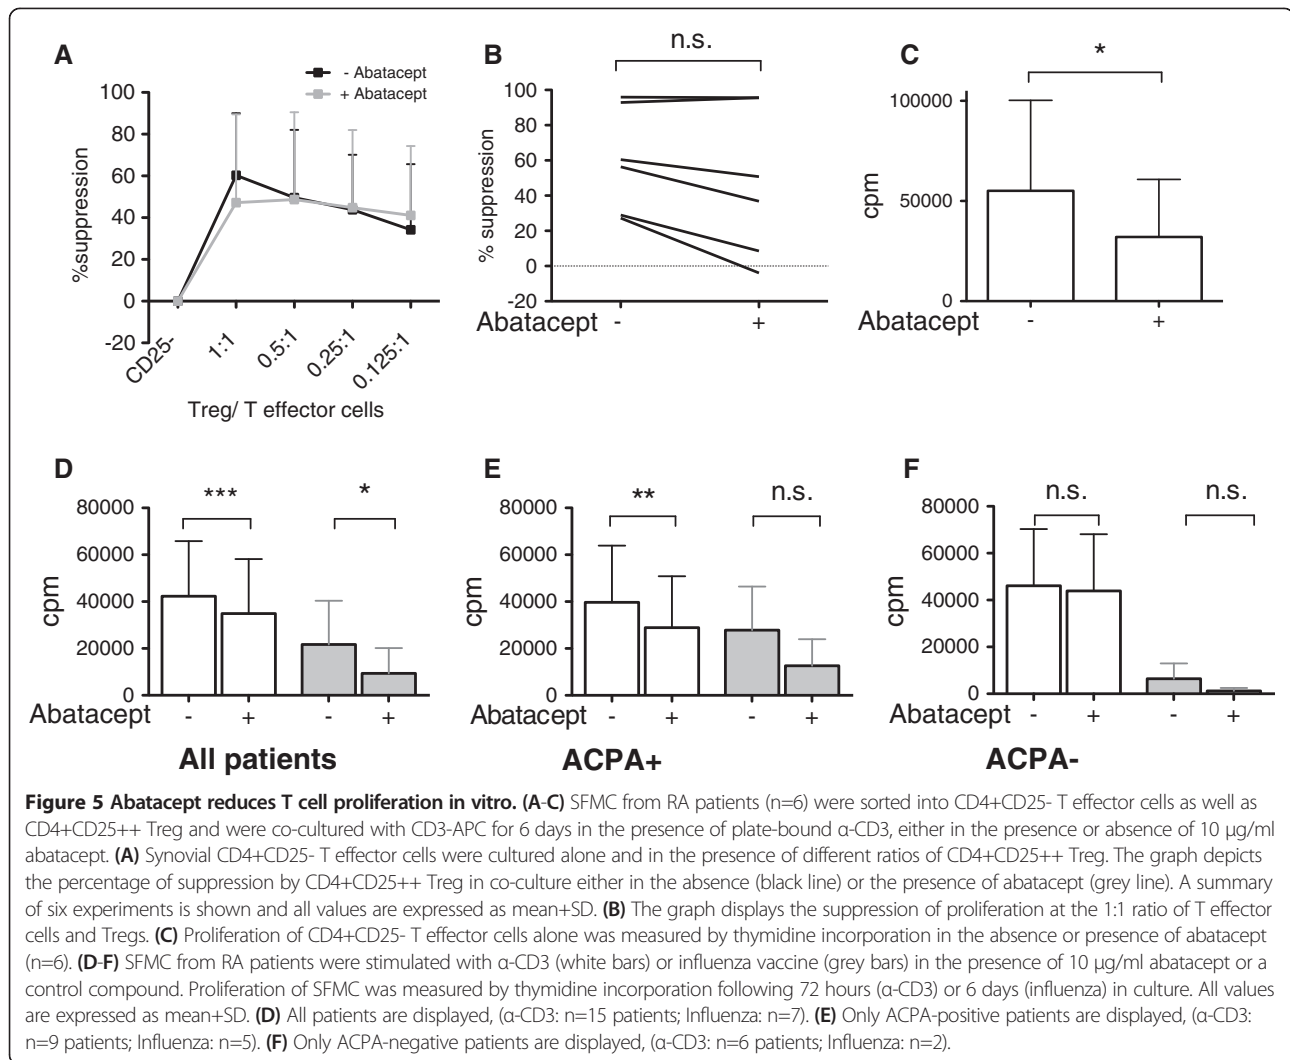 A
- Abatacept
+ Abatacept
%suppression
100
80
60
40
20
0
-20
CD25-
1:1
0.5:1
0.25:1
0.125:1
Treg/ T effector cells
B
n.s.
% suppression
100
80
60
40
20
0
-20
Abatacept - +
C
*
cpm
100000
50000
0
Abatacept - +
D
*** *
cpm
80000
60000
40000
20000
0
Abatacept - + - +
All patients
E
** n.s.
cpm
80000
60000
40000
20000
0
Abatacept - + - +
ACPA+
F
n.s. n.s.
cpm
80000
60000
40000
20000
0
Abatacept - + - +
ACPA-
Figure 5 Abatacept reduces T cell proliferation in vitro. (A-C) SFMC from RA patients (n=6) were sorted into CD4+CD25- T effector cells as well as
CD4+CD25++ Treg and were co-cultured with CD3-APC for 6 days in the presence of plate-bound α-CD3, either in the presence or absence of 10 μg/ml
abatacept. (A) Synovial CD4+CD25- T effector cells were cultured alone and in the presence of different ratios of CD4+CD25++ Treg. The graph depicts
the percentage of suppression by CD4+CD25++ Treg in co-culture either in the absence (black line) or the presence of abatacept (grey line). A summary
of six experiments is shown and all values are expressed as mean+SD. (B) The graph displays the suppression of proliferation at the 1:1 ratio of T effector
cells and Tregs. (C) Proliferation of CD4+CD25- T effector cells alone was measured by thymidine incorporation in the absence or presence of abatacept
(n=6). (D-F) SFMC from RA patients were stimulated with α-CD3 (white bars) or influenza vaccine (grey bars) in the presence of 10 μg/ml abatacept or a
control compound. Proliferation of SFMC was measured by thymidine incorporation following 72 hours (α-CD3) or 6 days (influenza) in culture. All values
are expressed as mean+SD. (D) All patients are displayed, (α-CD3: n=15 patients; Influenza: n=7). (E) Only ACPA-positive patients are displayed, (α-CD3:
n=9 patients; Influenza: n=5). (F) Only ACPA-negative patients are displayed, (α-CD3: n=6 patients; Influenza: n=2).